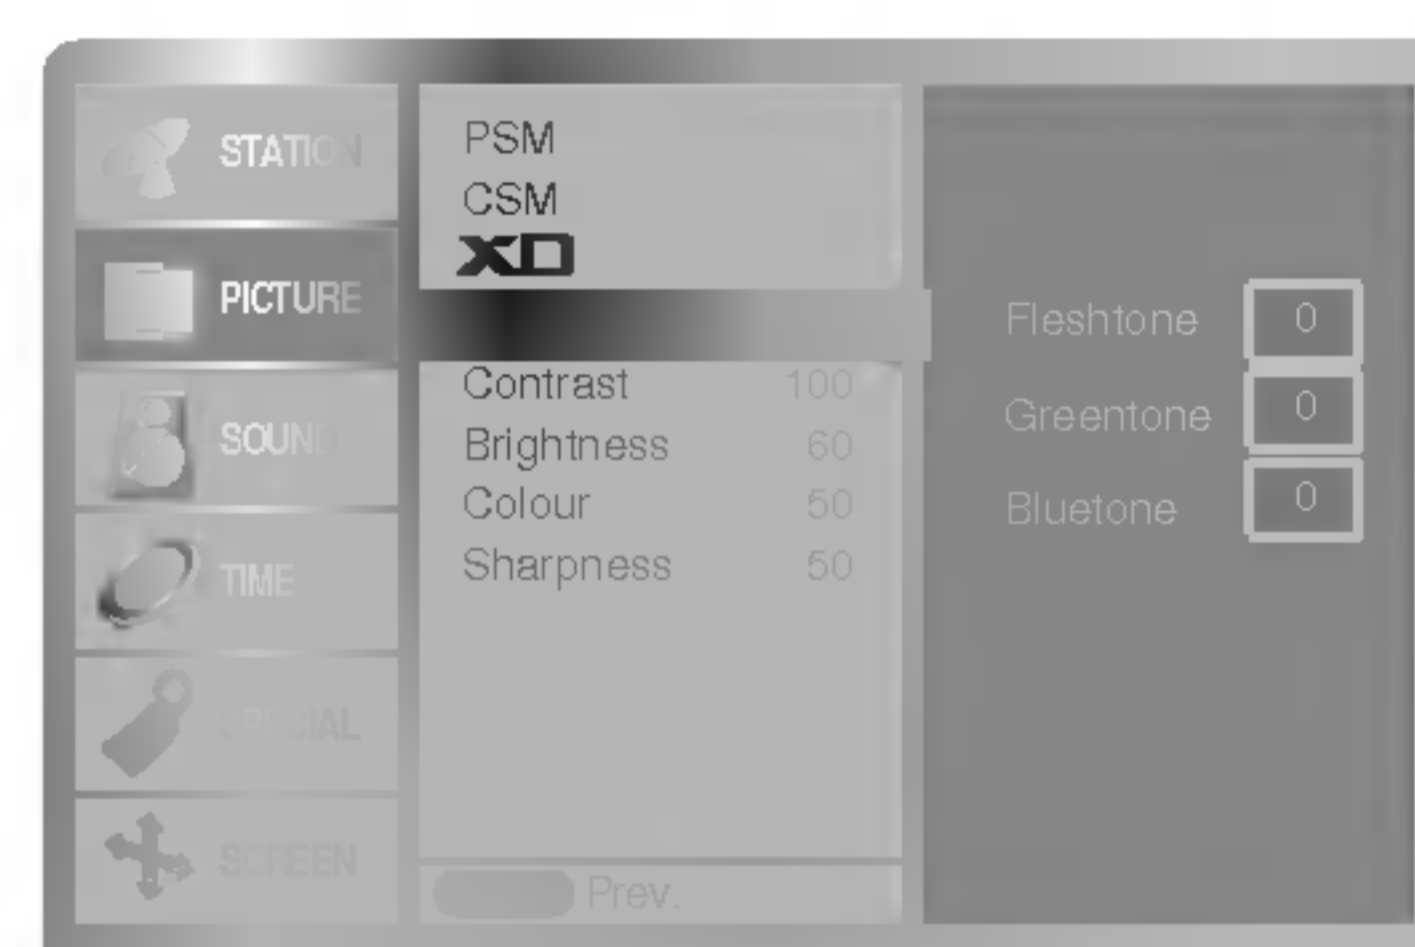 STATION
PICTURE
SOUND
TIME
SPECIAL
SCREEN
PSM
CSM
XD
Contrast 100
Brightness 60
Colour 50
Sharpness 50
Prev.
Fleshtone 0
Greentone 0
Bluetone 0